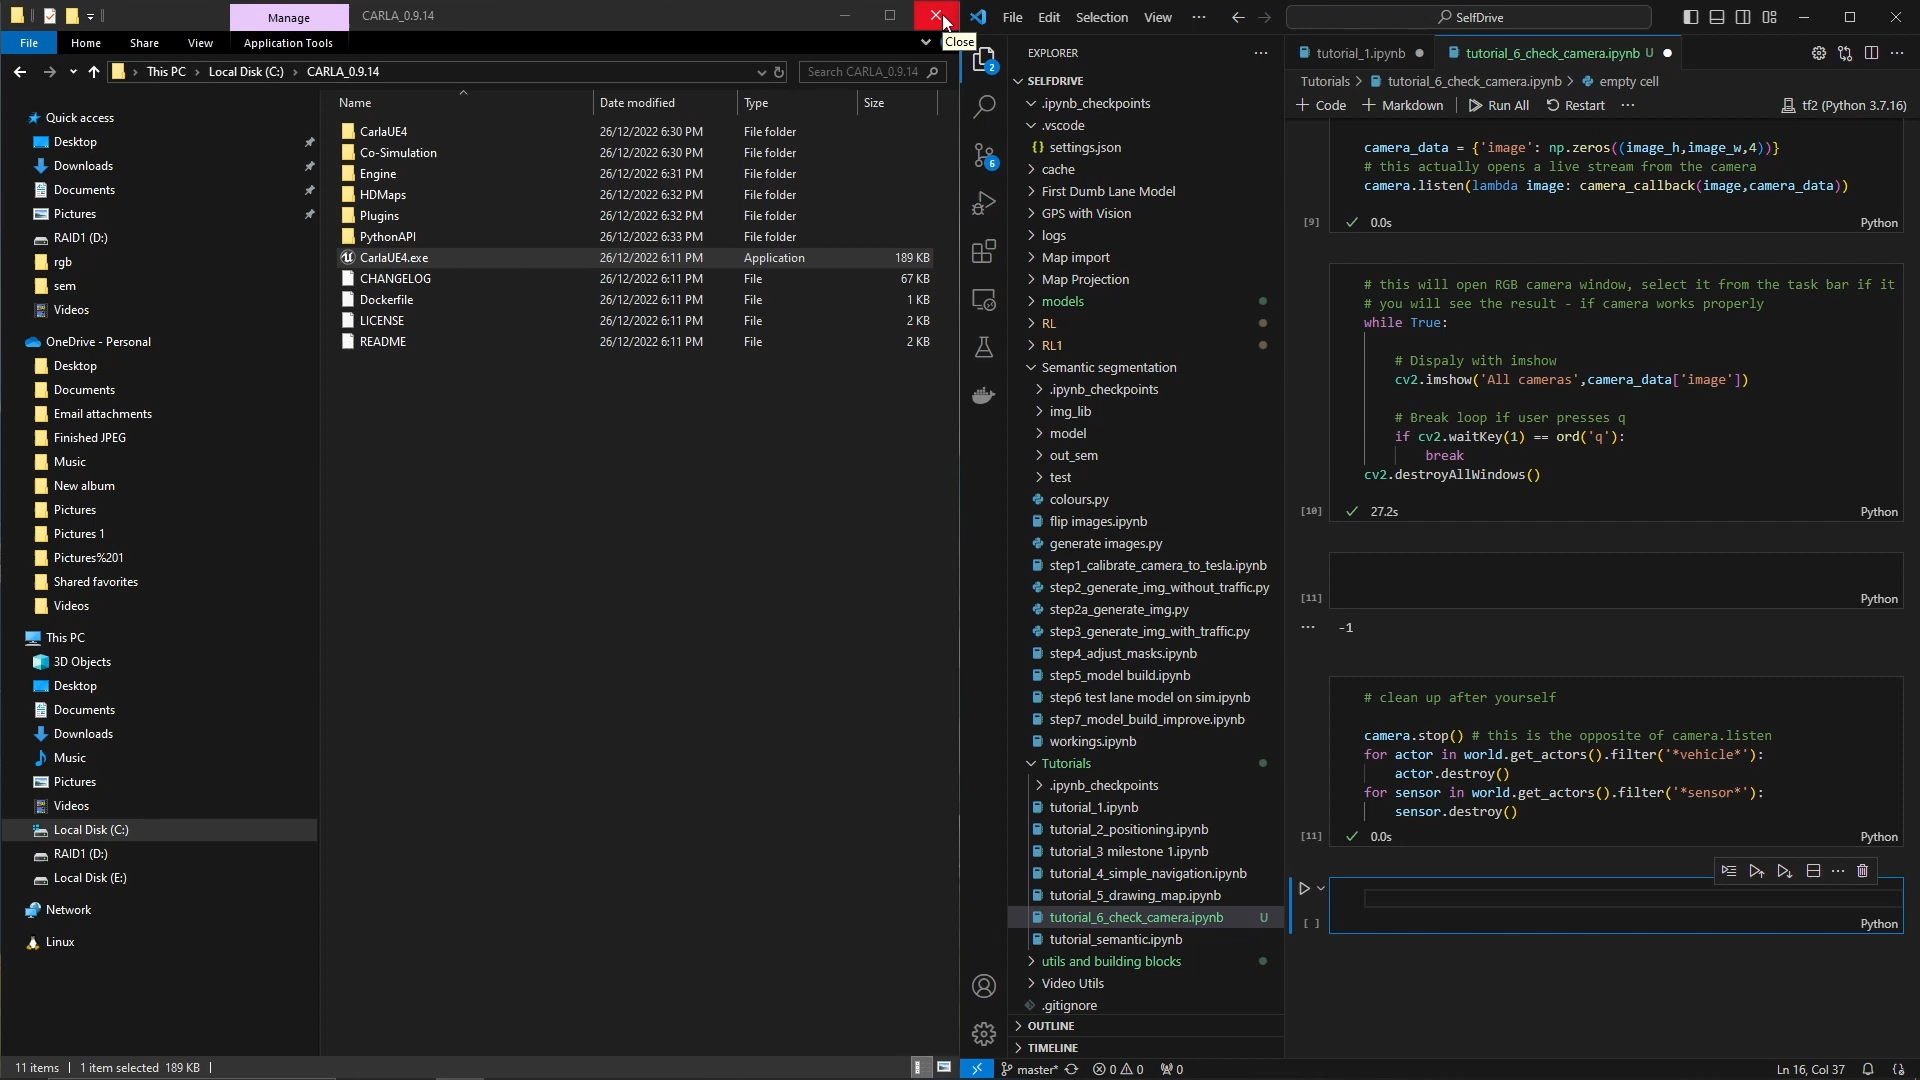 Manage
CARLA_0.9.14
File
Home
Share
View
Application Tools
Close
This PC
Local Disk (C:)
CARLA_0.9.14
Search CARLA_0.9.14
Quick access
Desktop
Downloads
Documents
Pictures
RAID1 (D:)
rgb
sem
Videos
OneDrive - Personal
Desktop
Documents
Email attachments
Finished JPEG
Music
New album
Pictures
Pictures 1
Pictures%201
Shared favorites
Videos
This PC
3D Objects
Desktop
Documents
Downloads
Music
Pictures
Videos
Local Disk (C:)
RAID1 (D:)
Local Disk (E:)
Network
Linux
Name Date modified Type Size
CarlaUE4 26/12/2022 6:30 PM File folder
Co-Simulation 26/12/2022 6:30 PM File folder
Engine 26/12/2022 6:31 PM File folder
HDMaps 26/12/2022 6:32 PM File folder
Plugins 26/12/2022 6:32 PM File folder
PythonAPI 26/12/2022 6:33 PM File folder
CarlaUE4.exe 26/12/2022 6:11 PM Application 189 KB
CHANGELOG 26/12/2022 6:11 PM File 67 KB
Dockerfile 26/12/2022 6:11 PM File 1 KB
LICENSE 26/12/2022 6:11 PM File 2 KB
README 26/12/2022 6:11 PM File 2 KB
11 items 1 item selected 189 KB
File Edit Selection View ···
SelfDrive
2
6
EXPLORER
SELFDRIVE
.ipynb_checkpoints
.vscode
{} settings.json
cache
First Dumb Lane Model
GPS with Vision
logs
Map import
Map Projection
models
RL
RL1
Semantic segmentation
.ipynb_checkpoints
img_lib
model
out_sem
test
colours.py
flip images.ipynb
generate images.py
step1_calibrate_camera_to_tesla.ipynb
step2_generate_img_without_traffic.py
step2a_generate_img.py
step3_generate_img_with_traffic.py
step4_adjust_masks.ipynb
step5_model build.ipynb
step6 test lane model on sim.ipynb
step7_model_build_improve.ipynb
workings.ipynb
Tutorials
.ipynb_checkpoints
tutorial_1.ipynb
tutorial_2_positioning.ipynb
tutorial_3 milestone 1.ipynb
tutorial_4_simple_navigation.ipynb
tutorial_5_drawing_map.ipynb
tutorial_6_check_camera.ipynb U
tutorial_semantic.ipynb
utils and building blocks
Video Utils
.gitignore
OUTLINE
TIMELINE
tutorial_1.ipynb
tutorial_6_check_camera.ipynb U
Tutorials > tutorial_6_check_camera.ipynb > empty cell
+ Code + Markdown Run All Restart ···
tf2 (Python 3.7.16)
camera_data = {'image': np.zeros((image_h,image_w,4))}
# this actually opens a live stream from the camera
camera.listen(lambda image: camera_callback(image,camera_data))
[9] 0.0s Python
# this will open RGB camera window, select it from the task bar if it
# you will see the result - if camera works properly
while True:
# Dispaly with imshow
cv2.imshow('All cameras',camera_data['image'])
# Break loop if user presses q
if cv2.waitKey(1) == ord('q'):
break
cv2.destroyAllWindows()
[10] 27.2s Python
[11] Python
··· -1
# clean up after yourself
camera.stop() # this is the opposite of camera.listen
for actor in world.get_actors().filter('*vehicle*'):
actor.destroy()
for sensor in world.get_actors().filter('*sensor*'):
sensor.destroy()
[11] 0.0s Python
[ ] Python
master* 0 0 0
Ln 16, Col 37